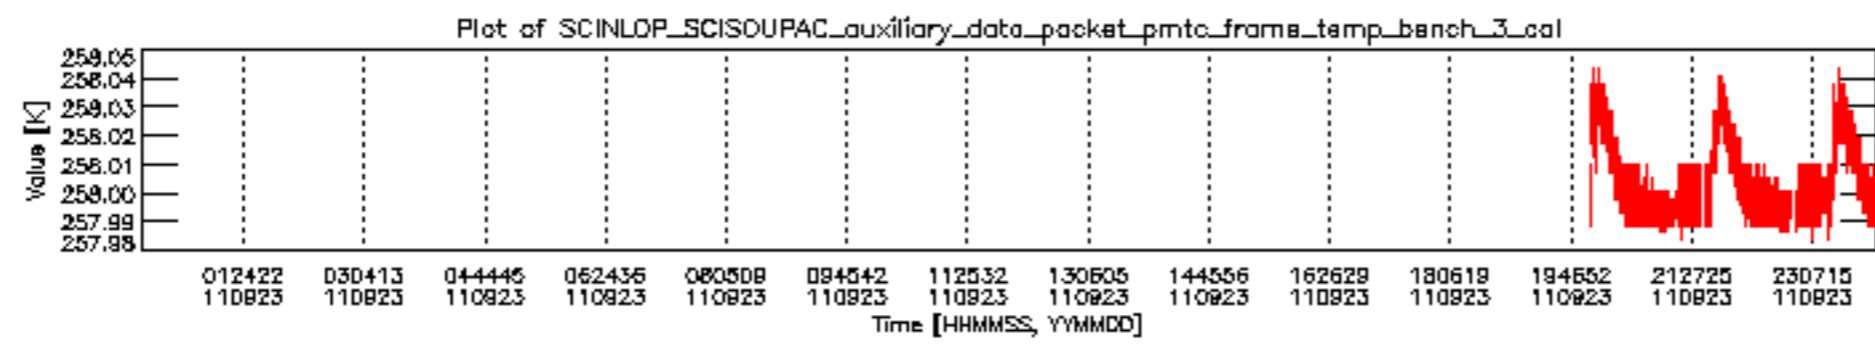 Plot of SCINLOP_SCISOUPAC_auxiliary_data_packet_pmtc_frame_temp_bench_3_cal
258.05
258.04
258.03
258.02
258.01
258.00
257.99
257.98
Value [K]
012422 030413 044446 062436 080509 094542 112532 130605 144556 162629 180619 194652 212725 230715
110923 110923 110923 110923 110923 110923 110923 110923 110923 110923 110923 110923 110923 110923
Time [HHMMSS, YYMMDD]